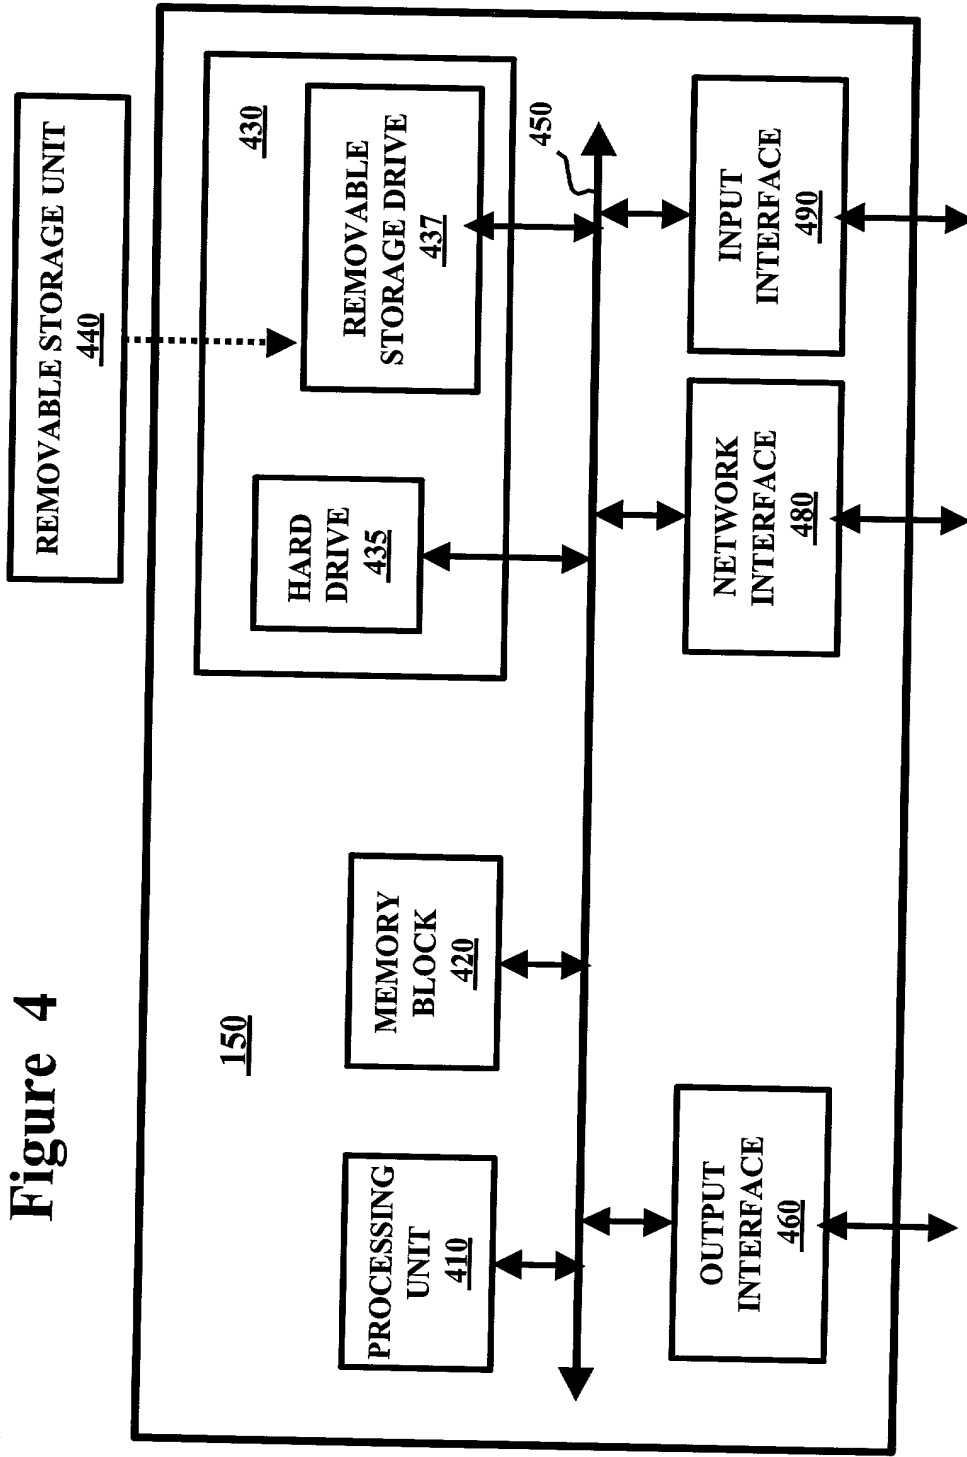 Figure 4
REMOVABLE STORAGE UNIT
440
150
430
PROCESSING
UNIT
410
MEMORY
BLOCK
420
HARD
DRIVE
435
REMOVABLE
STORAGE DRIVE
437
450
OUTPUT
INTERFACE
460
NETWORK
INTERFACE
480
INPUT
INTERFACE
490